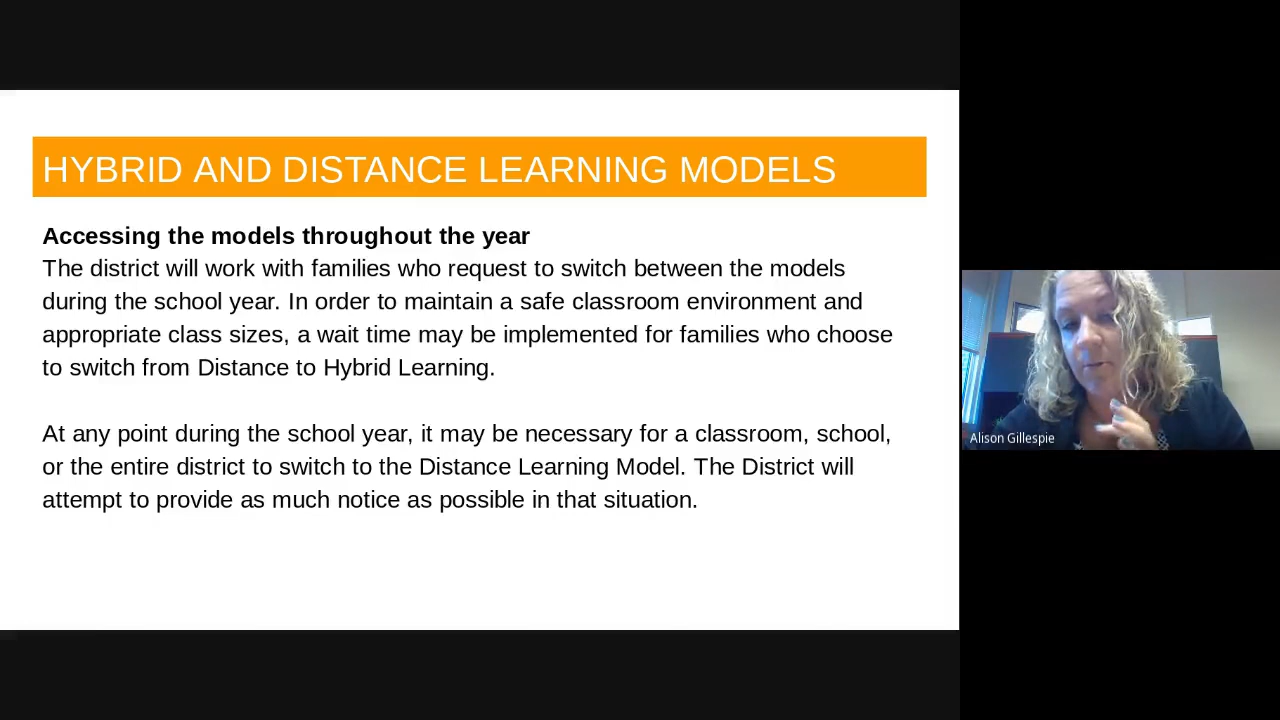 HYBRID AND DISTANCE LEARNING MODELS
Accessing the models throughout the year
The district will work with families who request to switch between the models
during the school year. In order to maintain a safe classroom environment and
appropriate class sizes, a wait time may be implemented for families who choose
to switch from Distance to Hybrid Learning.
At any point during the school year, it may be necessary for a classroom, school,
or the entire district to switch to the Distance Learning Model. The District will
attempt to provide as much notice as possible in that situation.
Alison Gillespie